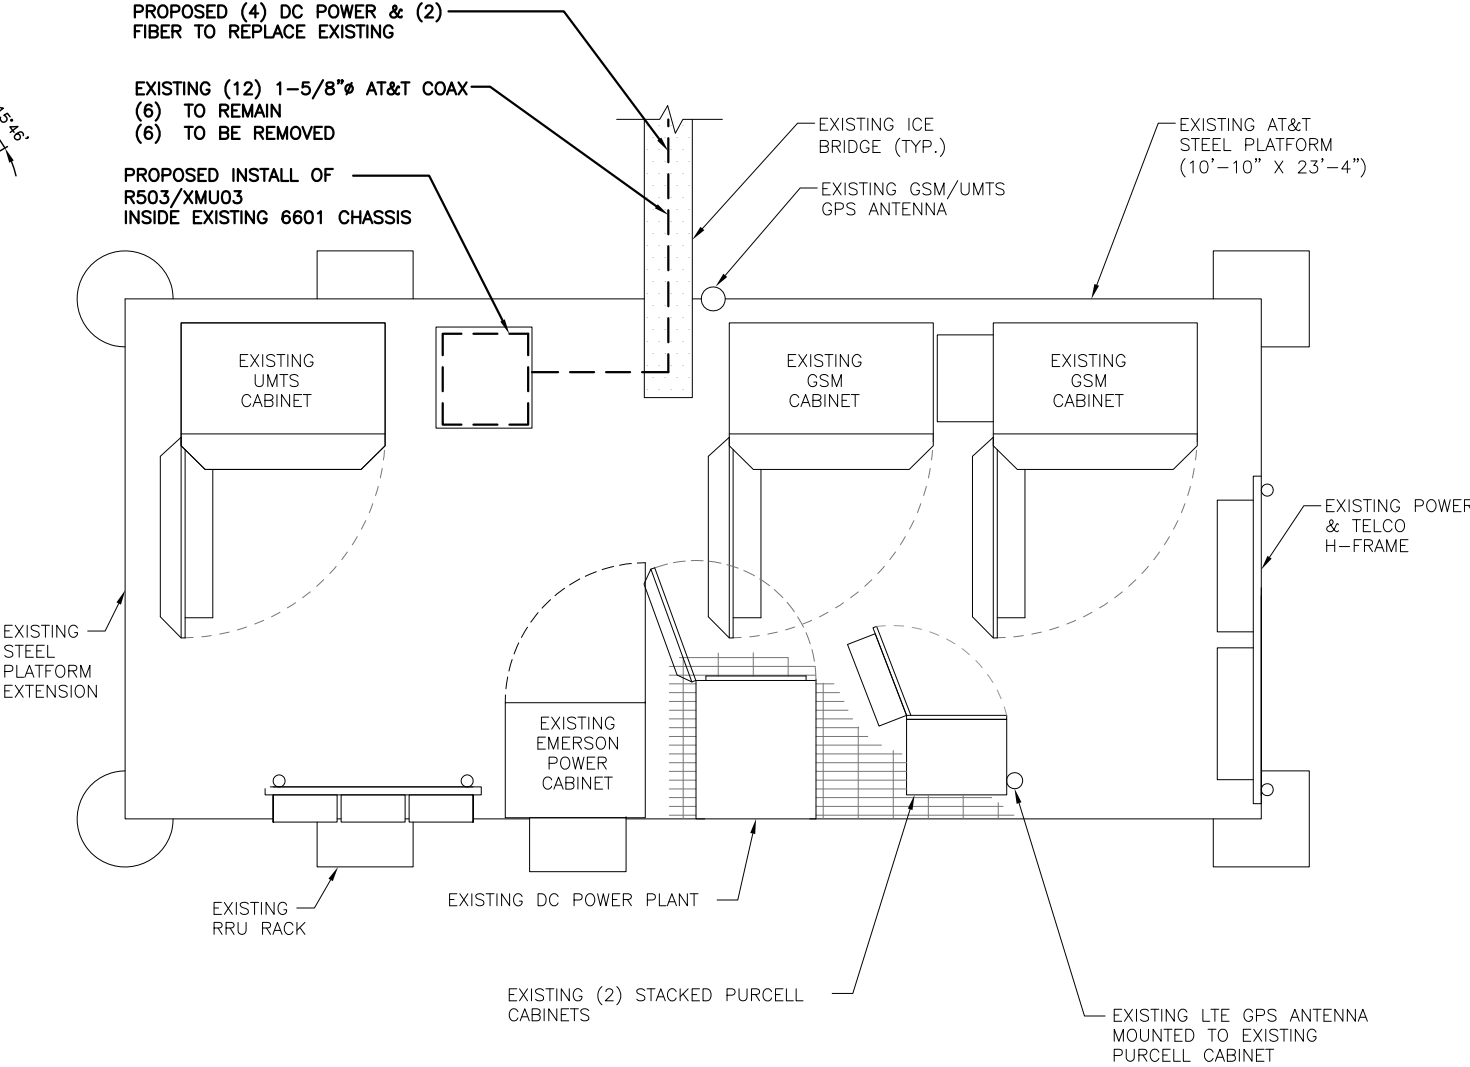 PROPOSED (4) DC POWER & (2)
FIBER TO REPLACE EXISTING
EXISTING (12) 1-5/8"ø AT&T COAX
(6) TO REMAIN
(6) TO BE REMOVED
PROPOSED INSTALL OF
R503/XMU03
INSIDE EXISTING 6601 CHASSIS
EXISTING ICE
BRIDGE (TYP.)
EXISTING GSM/UMTS
GPS ANTENNA
EXISTING AT&T
STEEL PLATFORM
(10'-10" X 23'-4")
EXISTING
UMTS
CABINET
EXISTING
GSM
CABINET
EXISTING
GSM
CABINET
EXISTING POWER
& TELCO
H-FRAME
EXISTING
STEEL
PLATFORM
EXTENSION
EXISTING
EMERSON
POWER
CABINET
EXISTING
RRU RACK
EXISTING DC POWER PLANT
EXISTING (2) STACKED PURCELL
CABINETS
EXISTING LTE GPS ANTENNA
MOUNTED TO EXISTING
PURCELL CABINET